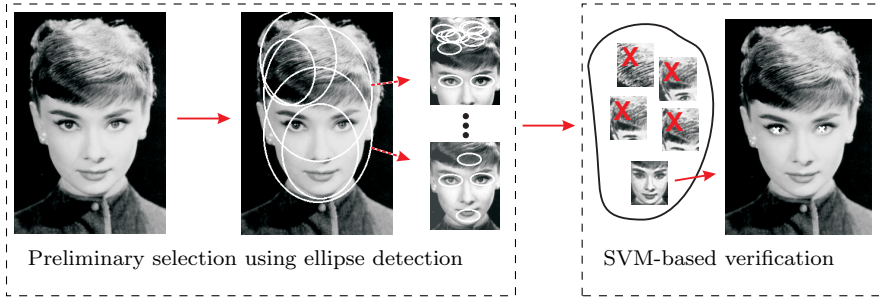 Preliminary selection using ellipse detection
SVM-based verification